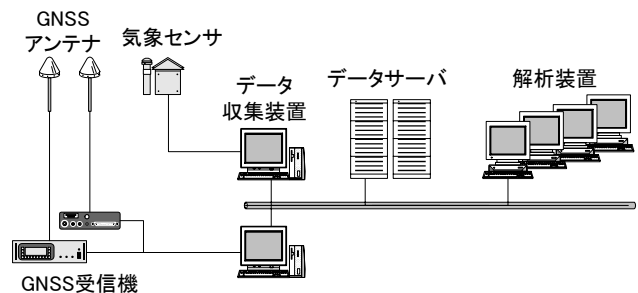 GNSS
アンテナ
気象センサ
データ
収集装置
データサーバ
解析装置
GNSS受信機